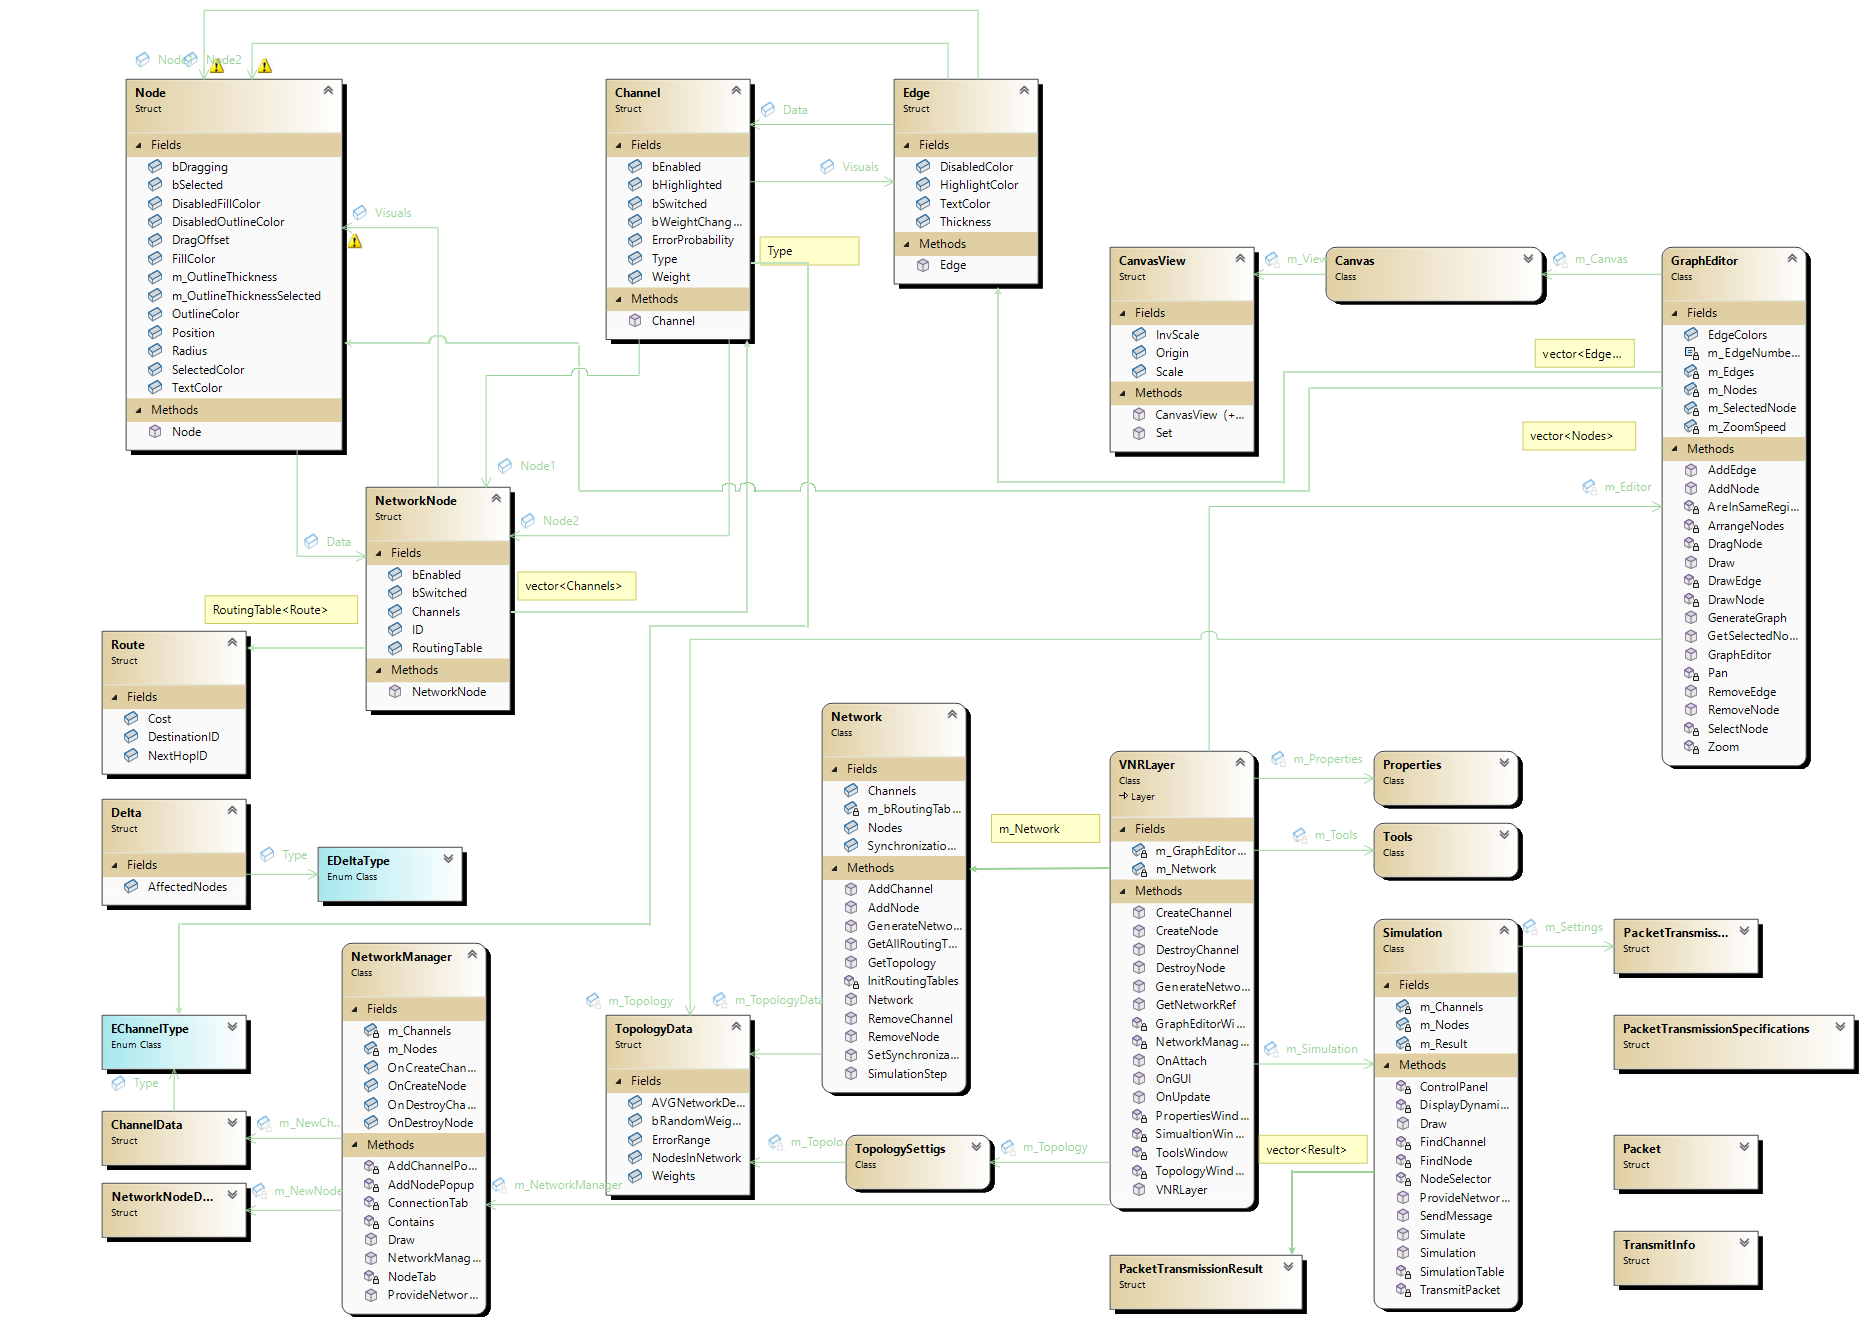 Node1
Node2
Node
Struct
Fields
bDragging
bSelected
DisabledFillColor
DisabledOutlineColor
DragOffset
FillColor
m_OutlineThickness
m_OutlineThicknessSelected
OutlineColor
Position
Radius
SelectedColor
TextColor
Methods
Node
Visuals
Channel
Struct
Fields
bEnabled
bHighlighted
bSwitched
bWeightChang...
ErrorProbability
Type
Weight
Methods
Channel
Data
Visuals
Type
Edge
Struct
Fields
DisabledColor
HighlightColor
TextColor
Thickness
Methods
Edge
CanvasView
Struct
Fields
InvScale
Origin
Scale
Methods
CanvasView (+...
Set
m_View
Canvas
Class
m_Canvas
GraphEditor
Class
Fields
EdgeColors
m_EdgeNumbe...
m_Edges
m_Nodes
m_SelectedNode
m_ZoomSpeed
Methods
AddEdge
AddNode
AreInSameRegi...
ArrangeNodes
DragNode
Draw
DrawEdge
DrawNode
GenerateGraph
GetSelectedNo...
GraphEditor
Pan
RemoveEdge
RemoveNode
SelectNode
Zoom
vector<Edge...
vector<Nodes>
m_Editor
Node1
Node2
Data
NetworkNode
Struct
Fields
bEnabled
bSwitched
Channels
ID
RoutingTable
Methods
NetworkNode
vector<Channels>
RoutingTable<Route>
Route
Struct
Fields
Cost
DestinationID
NextHopID
Delta
Struct
Fields
AffectedNodes
Type
EDeltaType
Enum Class
Network
Class
Fields
Channels
m_bRoutingTab...
Nodes
Synchronizatio...
Methods
AddChannel
AddNode
GenerateNetwo...
GetAllRoutingT...
GetTopology
InitRoutingTables
Network
RemoveChannel
RemoveNode
SetSynchroniza...
SimulationStep
m_Network
VNRLayer
Class
Layer
Fields
m_GraphEditor...
m_Network
Methods
CreateChannel
CreateNode
DestroyChannel
DestroyNode
GenerateNetwo...
GetNetworkRef
GraphEditorWi...
NetworkManag...
OnAttach
OnGUI
OnUpdate
PropertiesWind...
SimualtionWin...
ToolsWindow
TopologyWind...
VNRLayer
m_Properties
Properties
Class
m_Tools
Tools
Class
m_Simulation
Simulation
Class
Fields
m_Channels
m_Nodes
m_Result
Methods
ControlPanel
DisplayDynami...
Draw
FindChannel
FindNode
NodeSelector
ProvideNetwor...
SendMessage
Simulate
Simulation
SimulationTable
TransmitPacket
m_Settings
PacketTransmiss...
Struct
PacketTransmissionSpecifications
Struct
Packet
Struct
TransmitInfo
Struct
vector<Result>
PacketTransmissionResult
Struct
NetworkManager
Class
Fields
m_Channels
m_Nodes
OnCreateChan...
OnCreateNode
OnDestroyCha...
OnDestroyNode
Methods
AddChannelPo...
AddNodePopup
ConnectionTab
Contains
Draw
NetworkManag...
NodeTab
ProvideNetwor...
EChannelType
Enum Class
Type
ChannelData
Struct
m_NewCh...
NetworkNodeD...
Struct
m_NewNode
m_NetworkManager
m_Topology
m_TopologyData
TopologyData
Struct
Fields
AVGNetworkDe...
bRandomWeig...
ErrorRange
NodesInNetwork
Weights
m_Topolo...
TopologySettigs
Class
m_Topology